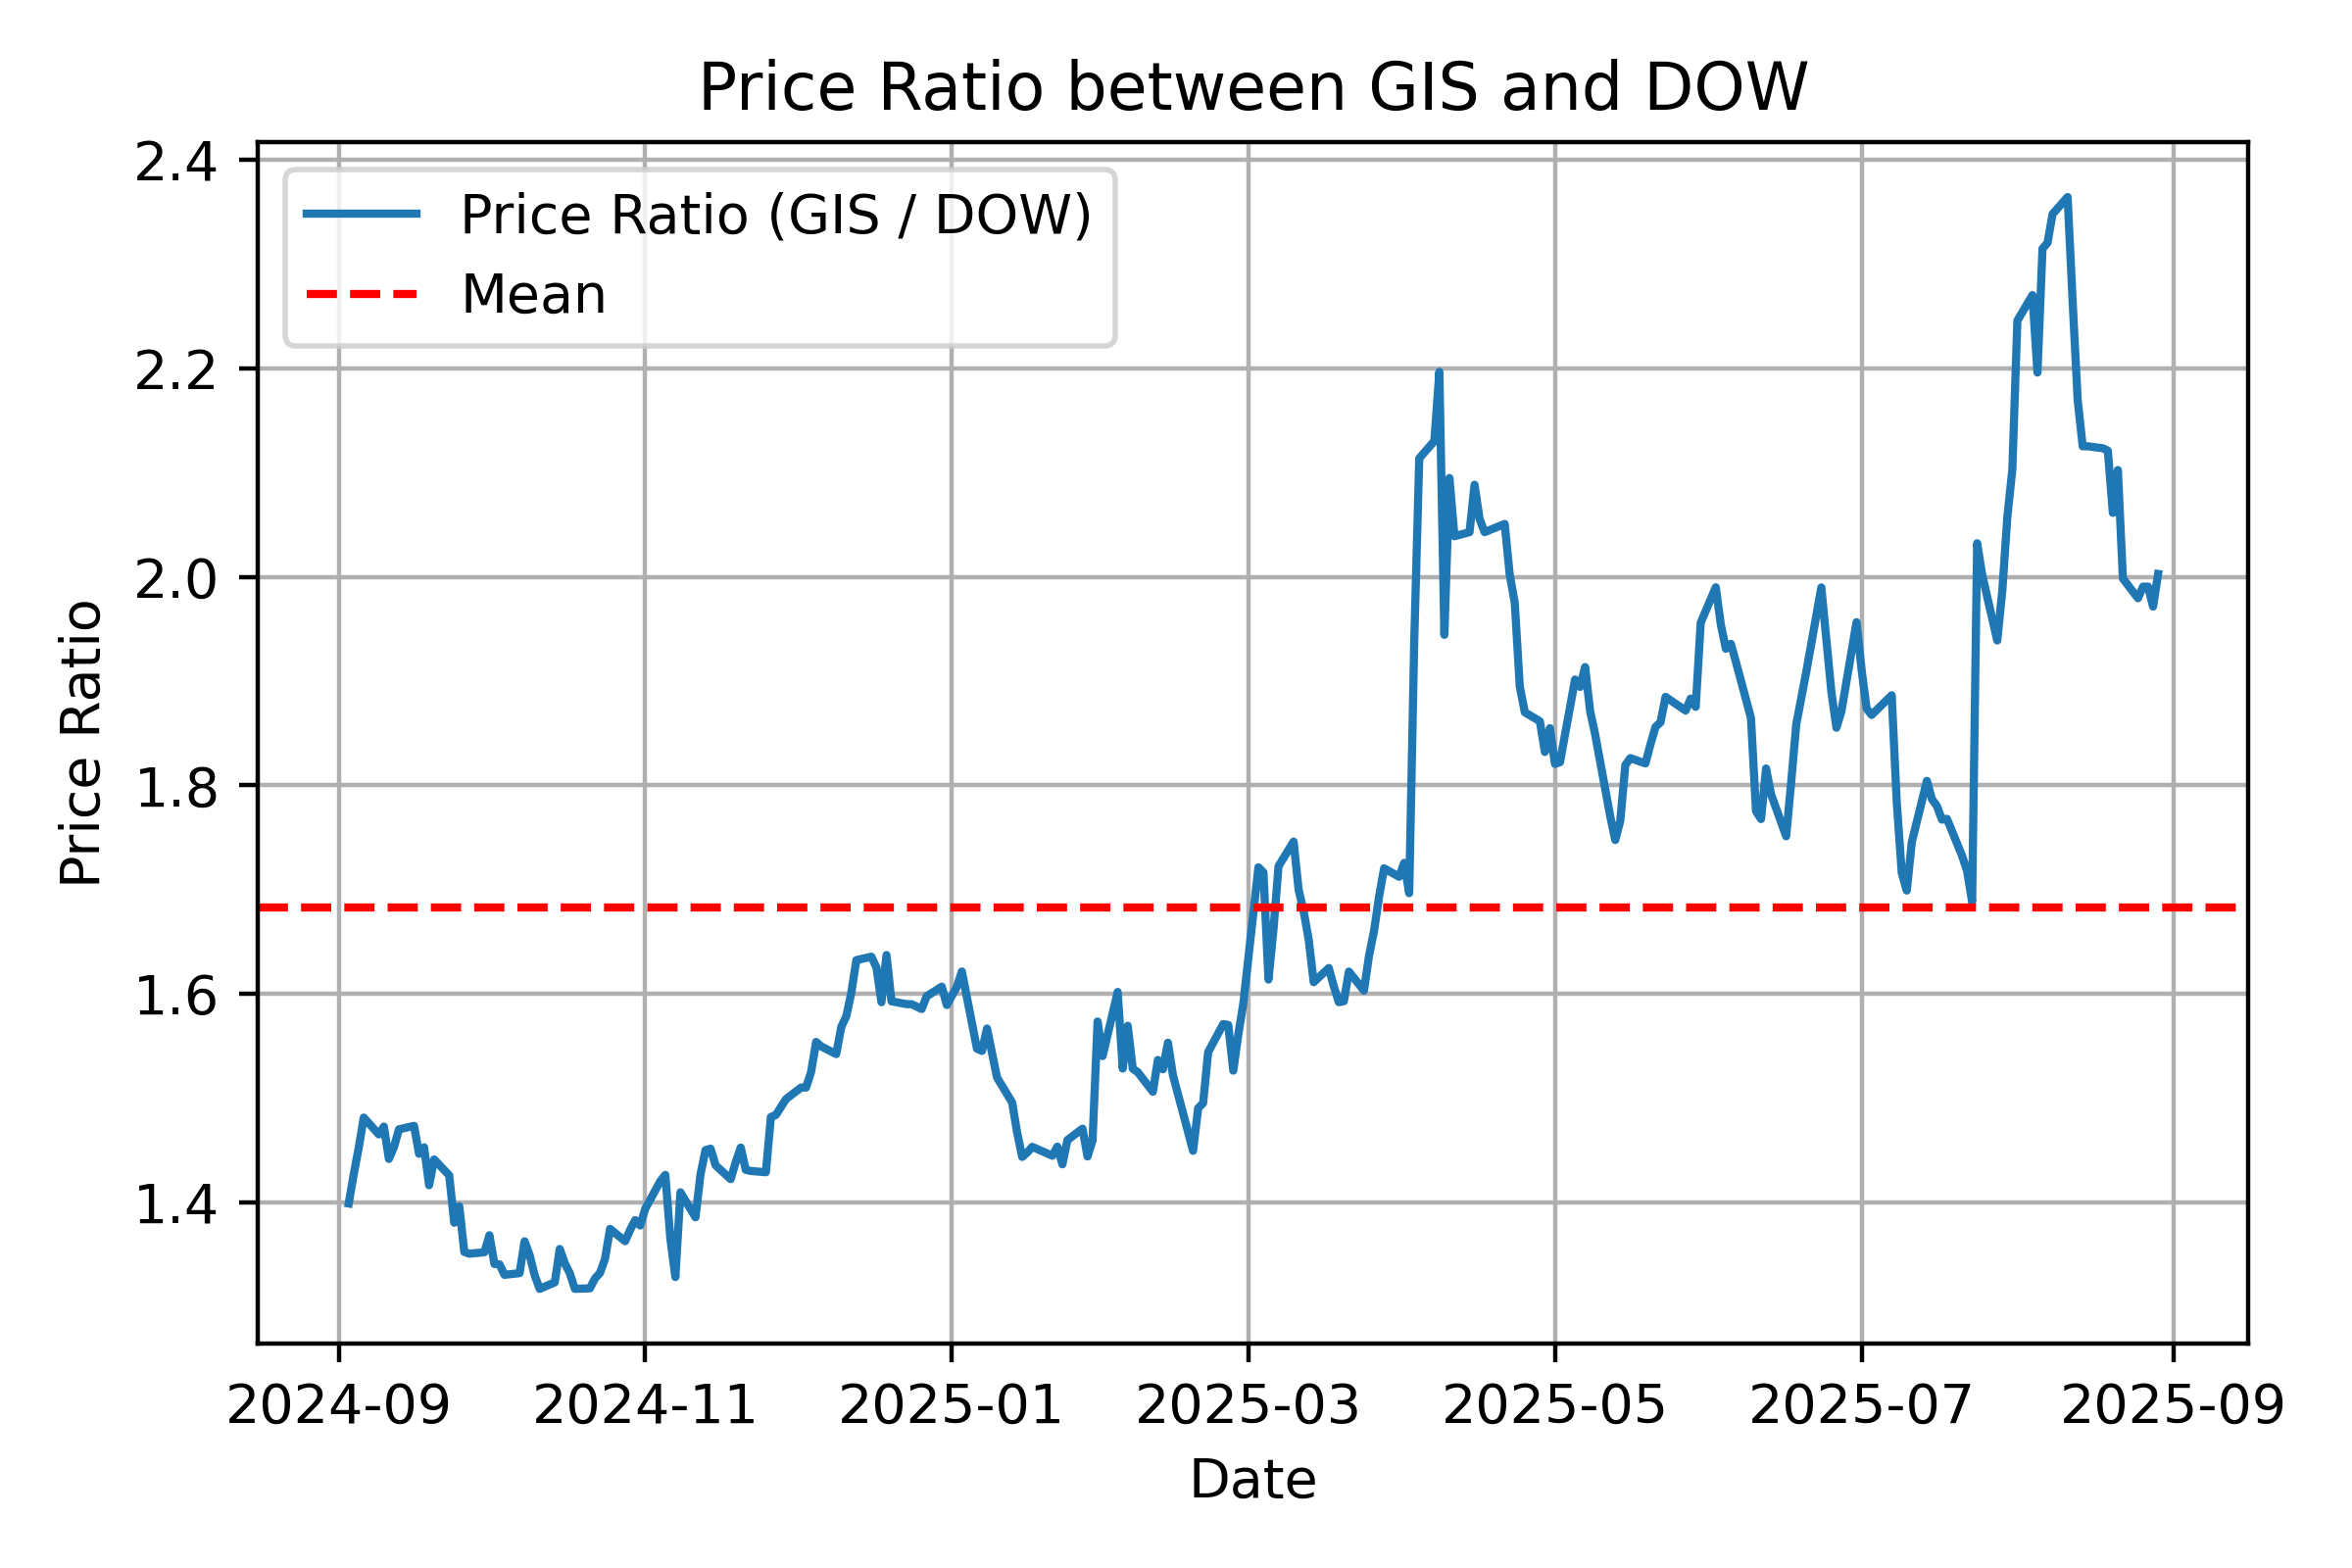 Price Ratio between GIS and DOW
Price Ratio (GIS / DOW)
Mean
Price Ratio
2.4
2.2
2.0
1.8
1.6
1.4
2024-09 2024-11 2025-01 2025-03 2025-05 2025-07 2025-09
Date